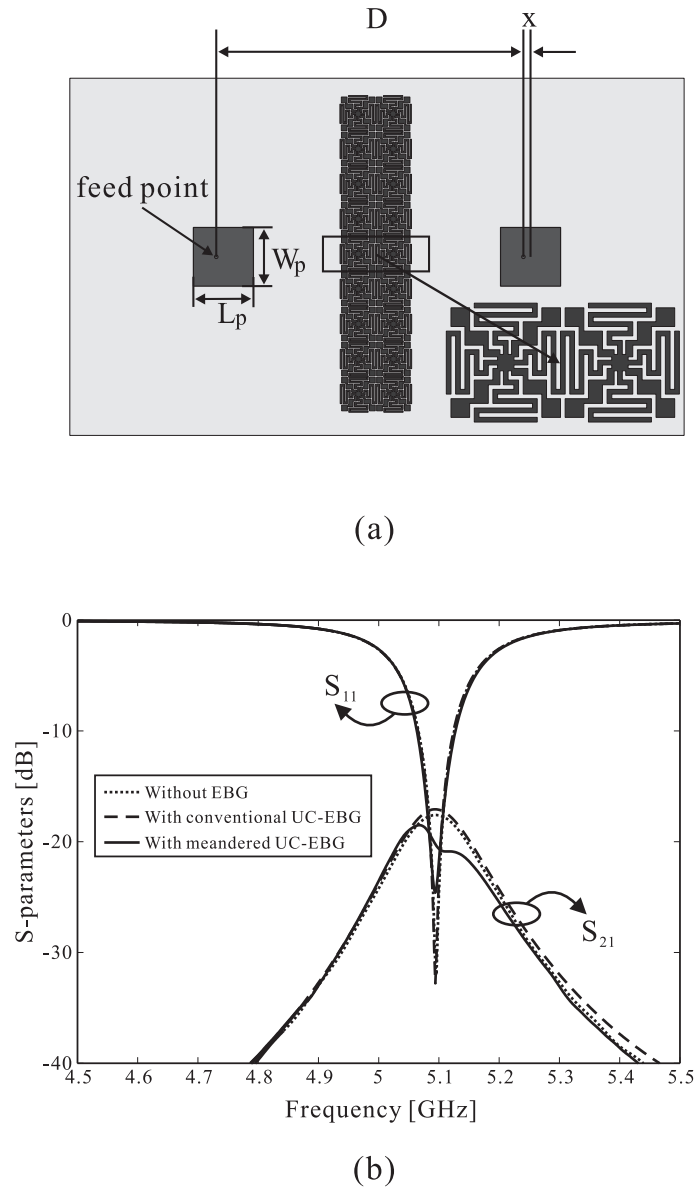 D
x
feed point
Wp
Lp
(a)
0
-10
-20
-30
-40
S-parameters [dB]
S11
Without EBG
With conventional UC-EBG
With meandered UC-EBG
S21
4.5 4.6 4.7 4.8 4.9 5 5.1 5.2 5.3 5.4 5.5
Frequency [GHz]
(b)